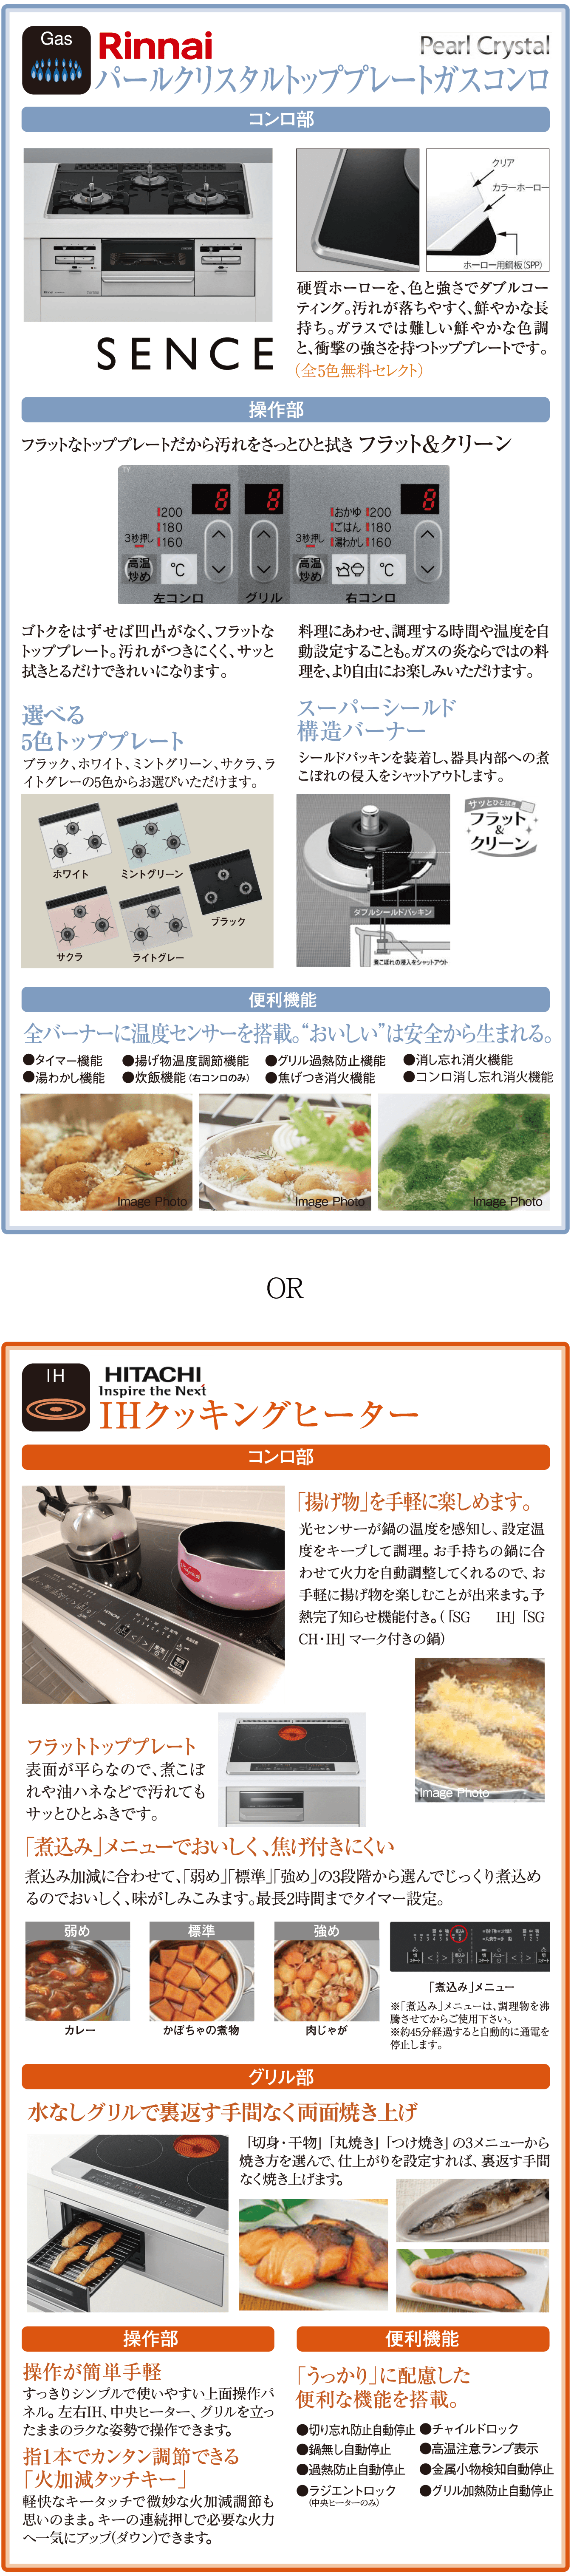 Gas
Rinnai
Pearl Crystal
パールクリスタルトッププレートガスコンロ
コンロ部
クリア
カラーホーロー
ホーロー用鋼板(SPP)
SENCE
硬質ホーローを、色と強さでダブルコー
ティング。汚れが落ちやすく、鮮やかな長
持ち。ガラスでは難しい鮮やかな色調
と、衝撃の強さを持つトッププレートです。
（全5色無料セレクト）
操作部
フラットなトッププレートだから汚れをさっとひと拭き フラット&クリーン
TY
200
180
160
3秒押し
高温
炒め
℃
左コンロ
8
8
グリル
おかゆ 200
ごはん 180
湯わかし 160
3秒押し
高温
炒め
℃
右コンロ
8
ゴトクをはずせば凹凸がなく、フラットな
トッププレート。汚れがつきにくく、サッと
拭きとるだけできれいになります。
料理にあわせ、調理する時間や温度を自
動設定することも。ガスの炎ならではの料
理を、より自由にお楽しみいただけます。
選べる
5色トッププレート
ブラック、ホワイト、ミントグリーン、サクラ、ラ
イトグレーの5色からお選びいただけます。
ホワイト
ミントグリーン
ブラック
サクラ
ライトグレー
スーパーシールド
構造バーナー
シールドパッキンを装着し、器具内部への煮
こぼれの侵入をシャットアウトします。
ダブルシールドパッキン
煮こぼれの侵入をシャットアウト
サッとひと拭き
フラット
&
クリーン
便利機能
全バーナーに温度センサーを搭載。“おいしい”は安全から生まれる。
●タイマー機能 ●揚げ物温度調節機能 ●グリル過熱防止機能 ●消し忘れ消火機能
●湯わかし機能 ●炊飯機能(右コンロのみ) ●焦げつき消火機能 ●コンロ消し忘れ消火機能
Image Photo
Image Photo
Image Photo
OR
IH
HITACHI
Inspire the Next
IHクッキングヒーター
コンロ部
HITACHI
「揚げ物」を手軽に楽しめます。
光センサーが鍋の温度を感知し、設定温
度をキープして調理。お手持ちの鍋に合
わせて火力を自動調整してくれるので、お
手軽に揚げ物を楽しむことが出来ます。予
熱完了知らせ機能付き。(「SG IH」「SG
CH・IH」マーク付きの鍋)
Image Photo
フラットトッププレート
表面が平らなので、煮こぼ
れや油ハネなどで汚れても
サッとひとふきです。
「煮込み」メニューでおいしく、焦げ付きにくい
煮込み加減に合わせて、「弱め」「標準」「強め」の3段階から選んでじっくり煮込め
るのでおいしく、味がしみこみます。最長2時間までタイマー設定。
弱め
カレー
標準
かぼちゃの煮物
強め
肉じゃが
「煮込み」メニュー
※「煮込み」メニューは、調理物を沸
騰させてからご使用下さい。
※約45分経過すると自動的に通電を
停止します。
グリル部
水なしグリルで裏返す手間なく両面焼き上げ
「切身・干物」「丸焼き」「つけ焼き」の3メニューから
焼き方を選んで、仕上がりを設定すれば、裏返す手間
なく焼き上げます。
操作部
操作が簡単手軽
すっきりシンプルで使いやすい上面操作パ
ネル。左右IH、中央ヒーター、グリルを立っ
たままのラクな姿勢で操作できます。
指1本でカンタン調節できる
「火加減タッチキー」
軽快なキータッチで微妙な火加減調節も
思いのまま。キーの連続押しで必要な火力
へ一気にアップ(ダウン)できます。
便利機能
「うっかり」に配慮した
便利な機能を搭載。
●切り忘れ防止自動停止 ●チャイルドロック
●鍋無し自動停止 ●高温注意ランプ表示
●過熱防止自動停止 ●金属小物検知自動停止
●ラジエントロック ●グリル加熱防止自動停止
(中央ヒーターのみ)